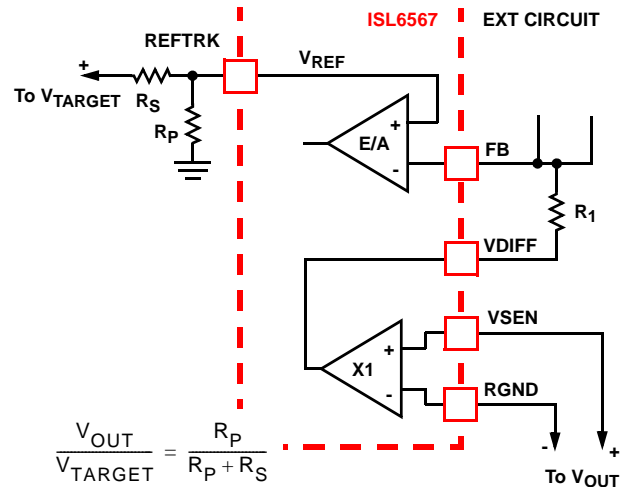 ISL6567 EXT CIRCUIT
REFTRK
VREF
+
To VTARGET
RS
RP
+
E/A
-
FB
R1
VDIFF
VSEN
+
X1
-
RGND
VOUT / VTARGET = RP / RP + RS
- +
To VOUT